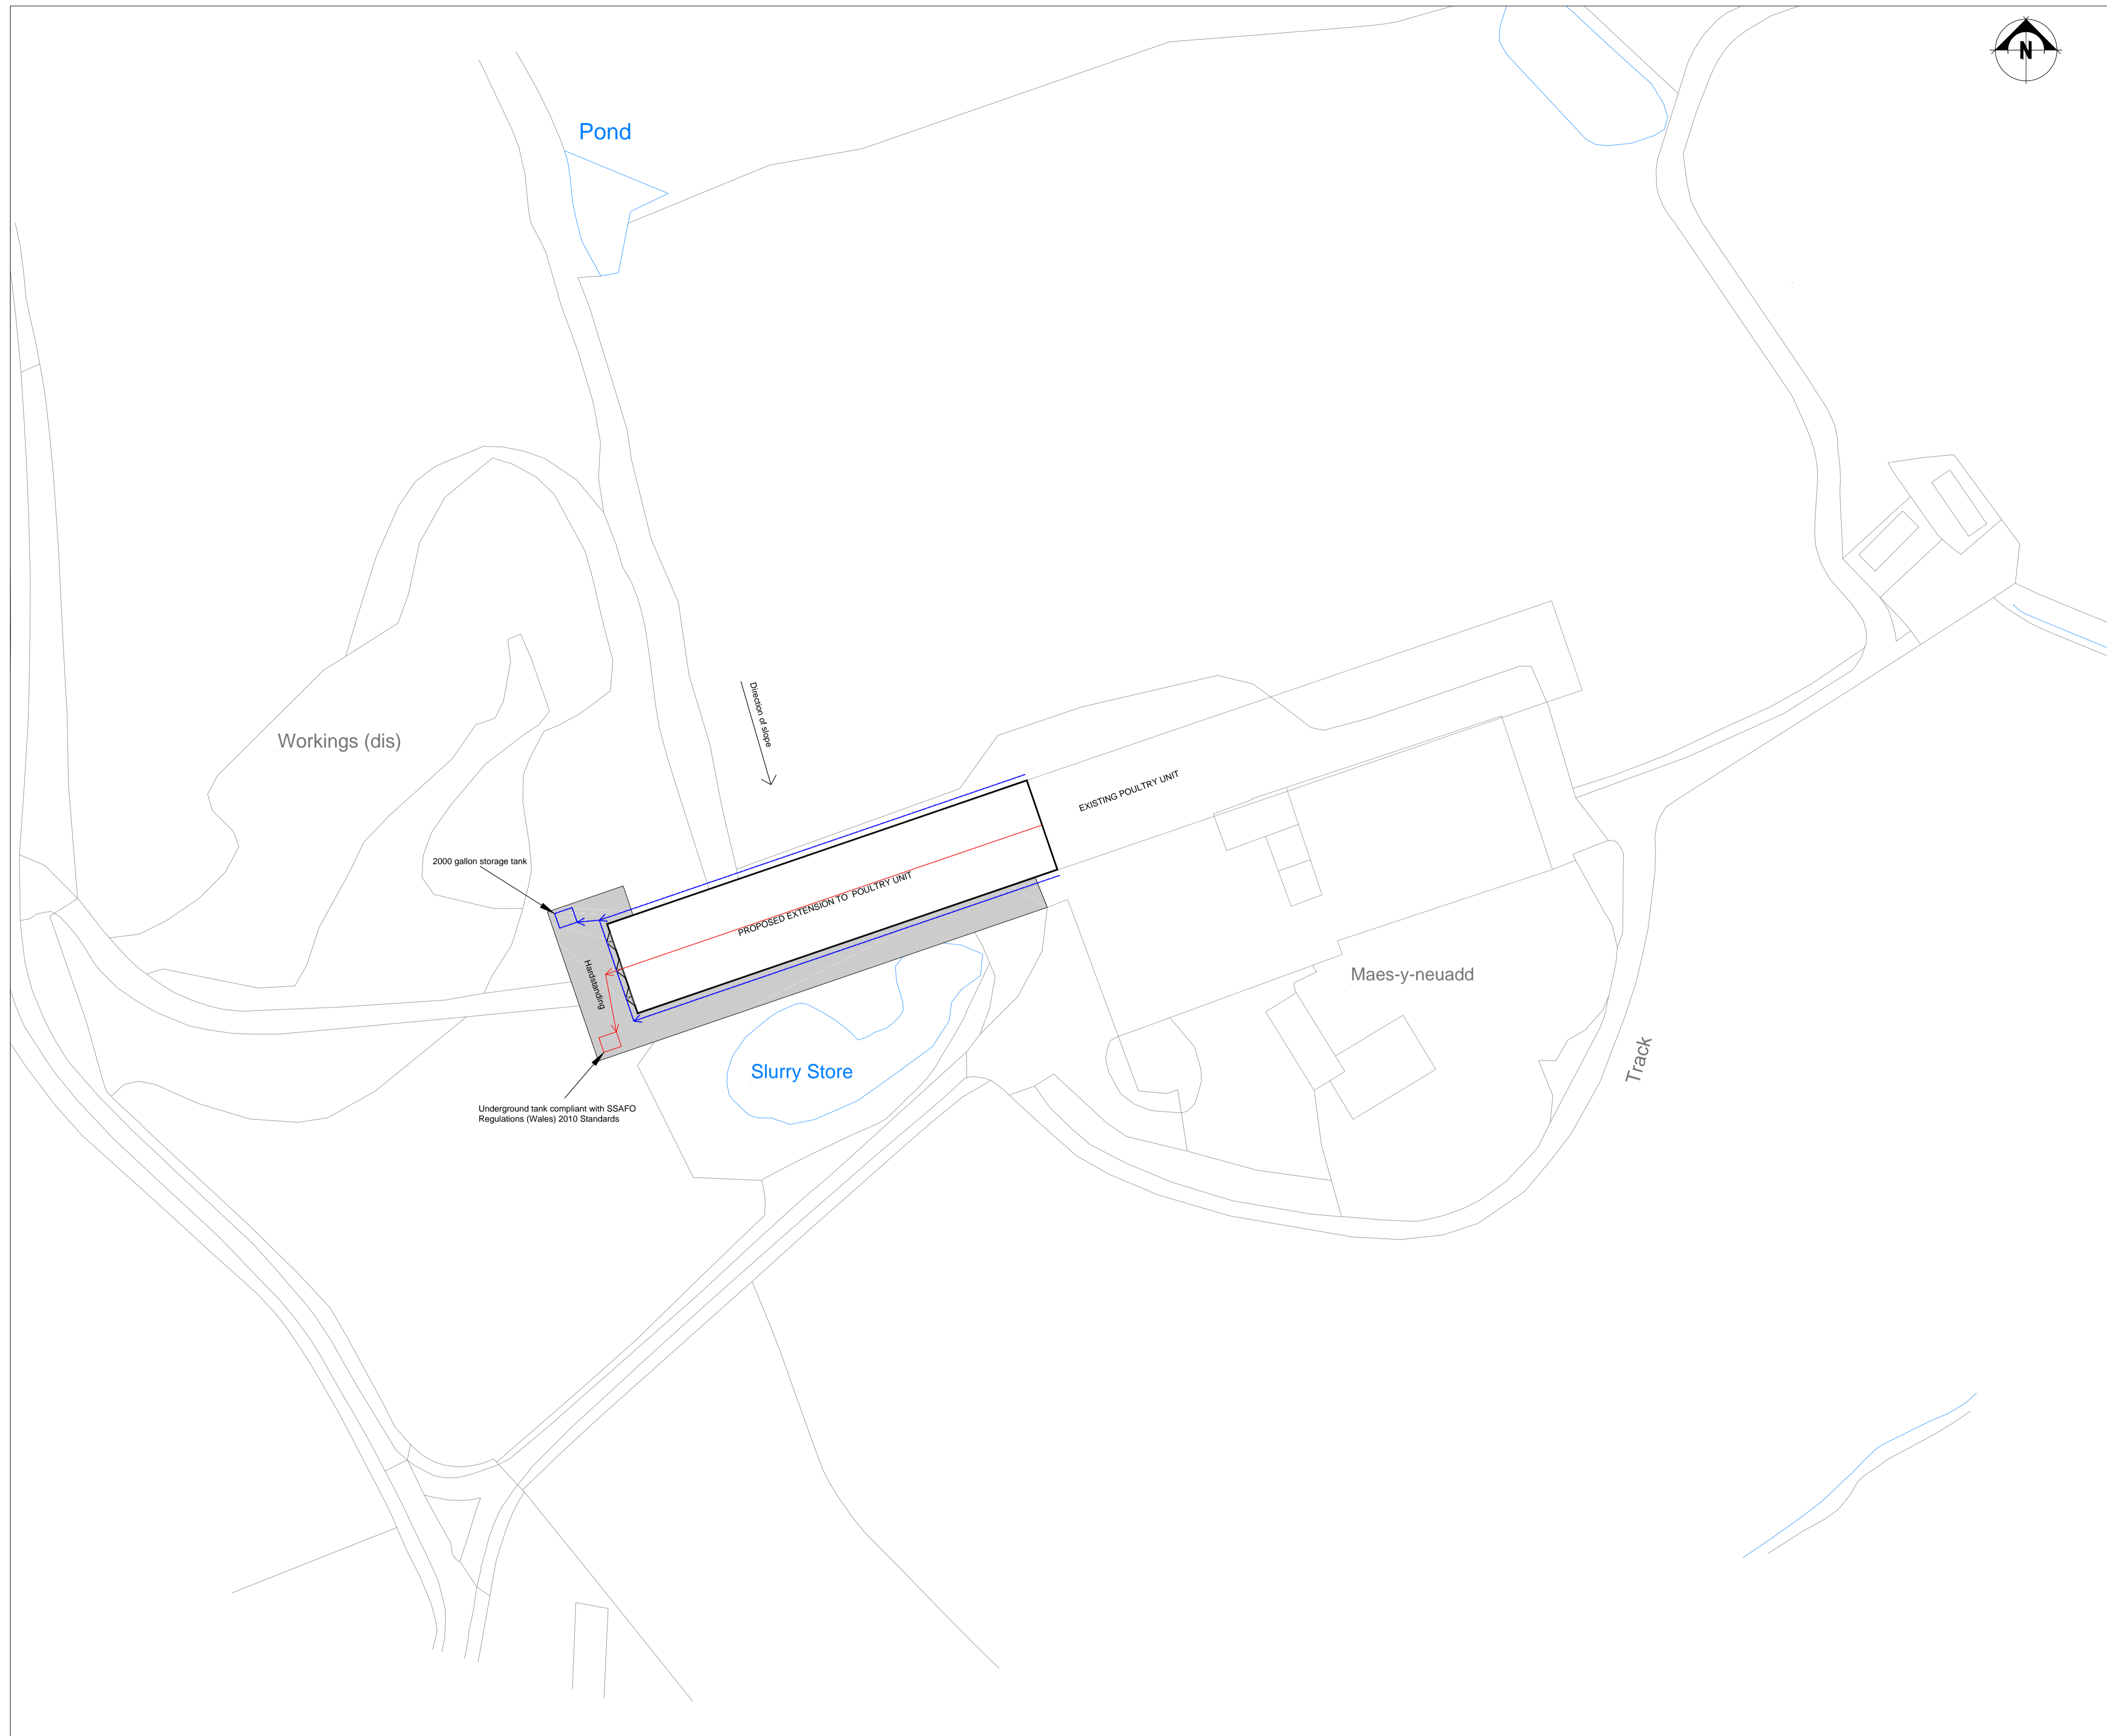 N
Pond
Direction of slope
Workings (dis)
EXISTING POULTRY UNIT
2000 gallon storage tank
PROPOSED EXTENSION TO POULTRY UNIT
Hardstanding
Maes-y-neuadd
Slurry Store
Track
Underground tank compliant with SSAFO
Regulations (Wales) 2010 Standards